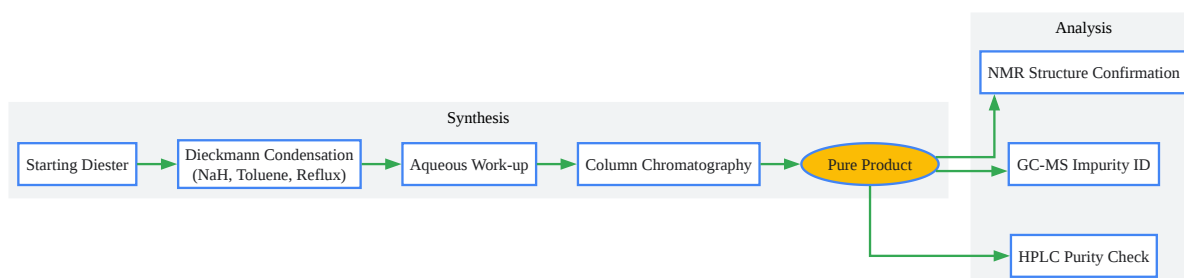 Analysis
NMR Structure Confirmation
Synthesis
Starting Diester
Dieckmann Condensation
(NaH, Toluene, Reflux)
Aqueous Work-up
Column Chromatography
Pure Product
GC-MS Impurity ID
HPLC Purity Check